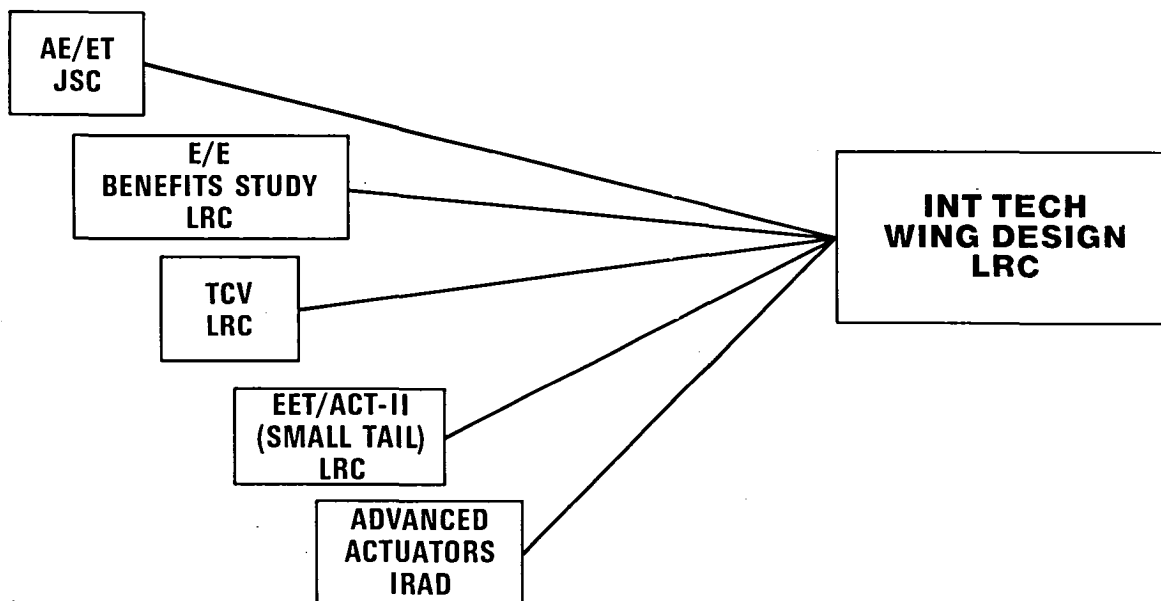 AE/ET
JSC
E/E
BENEFITS STUDY
LRC
TCV
LRC
EET/ACT-II
(SMALL TAIL)
LRC
ADVANCED
ACTUATORS
IRAD
INT TECH
WING DESIGN
LRC